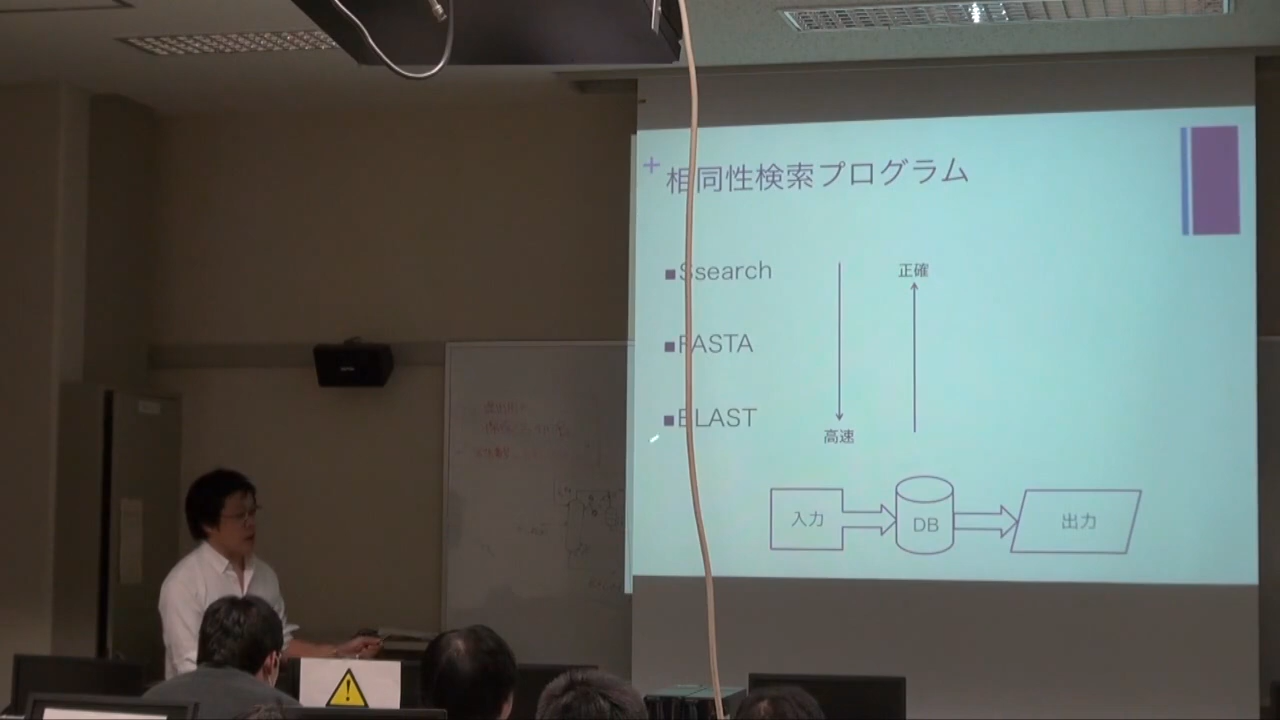 + 相同性検索プログラム
■Ssearch
正確
■FASTA
■BLAST
高速
入力
DB
出力